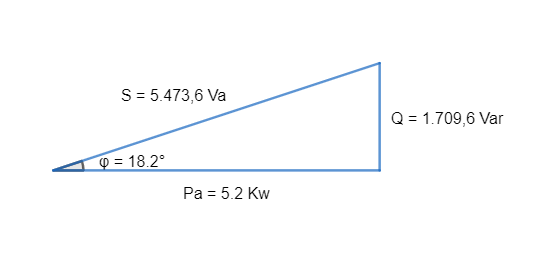 S = 5.473,6 Va
Q = 1.709,6 Var
φ = 18.2°
Pa = 5.2 Kw